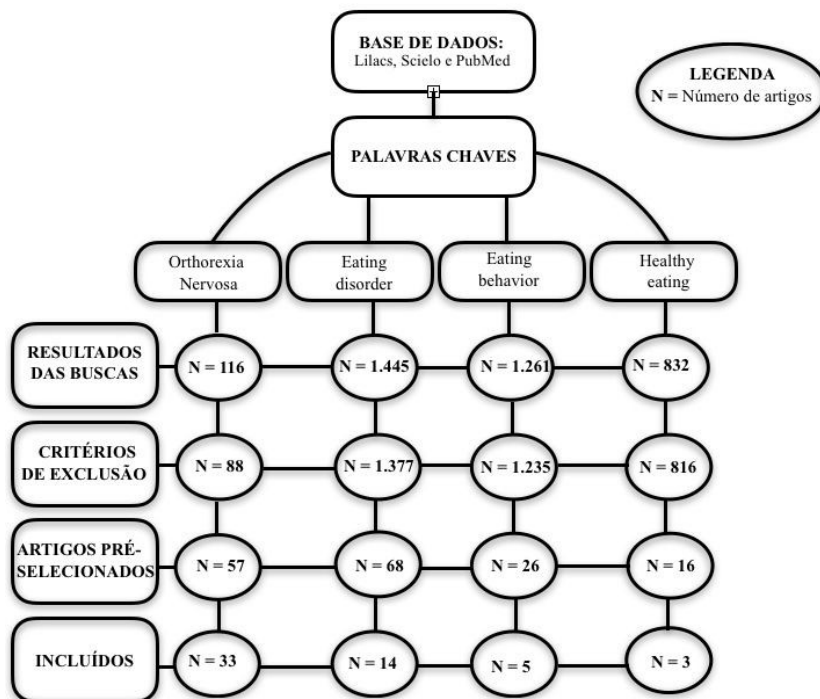 BASE DE DADOS:
Lilacs, Scielo e PubMed
LEGENDA
N = Número de artigos
PALAVRAS CHAVES
Orthorexia
Nervosa
Eating
disorder
Eating
behavior
Healthy
eating
RESULTADOS
DAS BUSCAS
N = 116
N = 1.445
N = 1.261
N = 832
CRITÉRIOS
DE EXCLUSÃO
N = 88
N = 1.377
N = 1.235
N = 816
ARTIGOS PRÉ-
SELECIONADOS
N = 57
N = 68
N = 26
N = 16
INCLUÍDOS
N = 33
N = 14
N = 5
N = 3